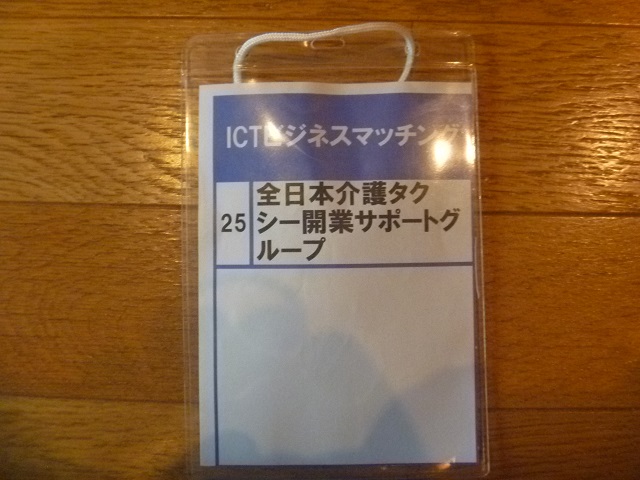 ICTビジネスマッチング
25
全日本介護タク
シー開業サポートグ
ループ